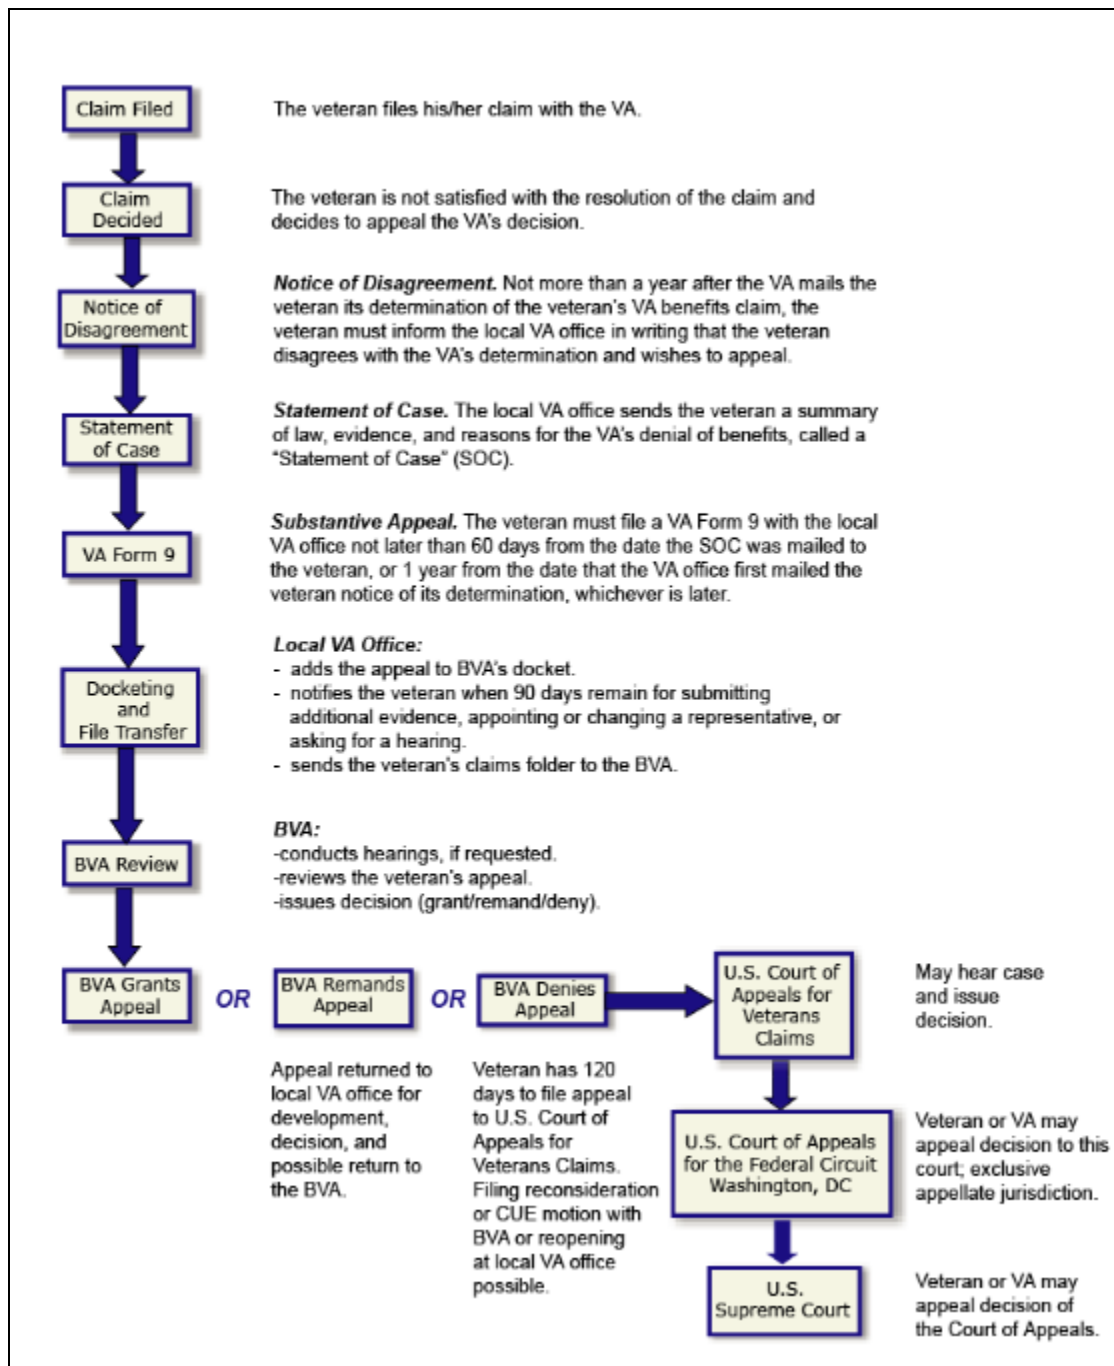 Claim Filed
The veteran files his/her claim with the VA.
Claim
Decided
The veteran is not satisfied with the resolution of the claim and
decides to appeal the VA's decision.
Notice of
Disagreement
Notice of Disagreement. Not more than a year after the VA mails the
veteran its determination of the veteran's VA benefits claim, the
veteran must inform the local VA office in writing that the veteran
disagrees with the VA's determination and wishes to appeal.
Statement
of Case
Statement of Case. The local VA office sends the veteran a summary
of law, evidence, and reasons for the VA's denial of benefits, called a
"Statement of Case" (SOC).
VA Form 9
Substantive Appeal. The veteran must file a VA Form 9 with the local
VA office not later than 60 days from the date the SOC was mailed to
the veteran, or 1 year from the date that the VA office first mailed the
veteran notice of its determination, whichever is later.
Docketing
and
File Transfer
Local VA Office:
- adds the appeal to BVA's docket.
- notifies the veteran when 90 days remain for submitting
additional evidence, appointing or changing a representative, or
asking for a hearing.
- sends the veteran's claims folder to the BVA.
BVA Review
BVA:
-conducts hearings, if requested.
-reviews the veteran's appeal.
-issues decision (grant/remand/deny).
BVA Grants
Appeal
OR
BVA Remands
Appeal
OR
BVA Denies
Appeal
U.S. Court of
Appeals for
Veterans
Claims
May hear case
and issue
decision.
Appeal returned to
local VA office for
development,
decision, and
possible return to
the BVA.
Veteran has 120
days to file appeal
to U.S. Court of
Appeals for
Veterans Claims.
Filing reconsideration
or CUE motion with
BVA or reopening
at local VA office
possible.
U.S. Court of Appeals
for the Federal Circuit
Washington, DC
Veteran or VA may
appeal decision to this
court; exclusive
appellate jurisdiction.
U.S.
Supreme Court
Veteran or VA may
appeal decision of
the Court of Appeals.